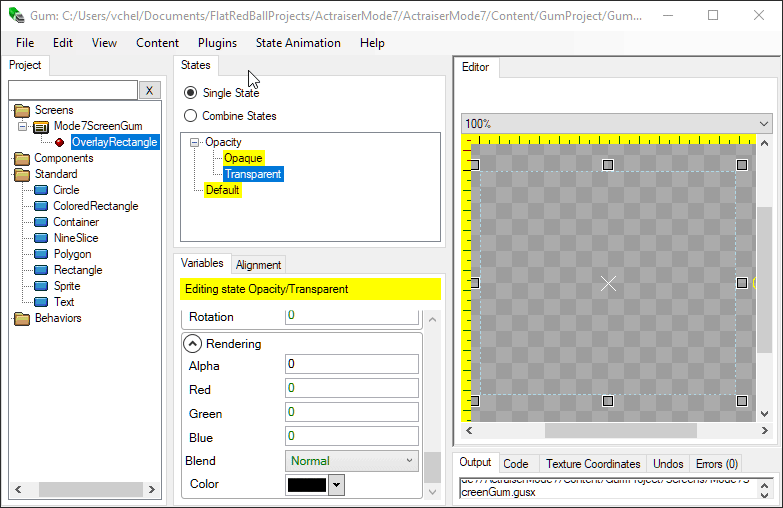 Gum: C:/Users/vchel/Documents/FlatRedBallProjects/ActraiserMode7/ActraiserMode7/Content/GumProject/Gum...
File Edit View Content Plugins State Animation Help
Project
X
Screens
Mode7ScreenGum
OverlayRectangle
Components
Standard
Circle
ColoredRectangle
Container
NineSlice
Polygon
Rectangle
Sprite
Text
Behaviors
States
Single State
Combine States
Opacity
Opaque
Transparent
Default
Variables Alignment
Editing state Opacity/Transparent
Rotation 0
Rendering
Alpha 0
Red 0
Green 0
Blue 0
Blend Normal
Color
Editor
100%
Output Code Texture Coordinates Undos Errors (0)
de7/ActraiserMode7/Content/GumProject/Screens/Mode7S
creenGum.gusx